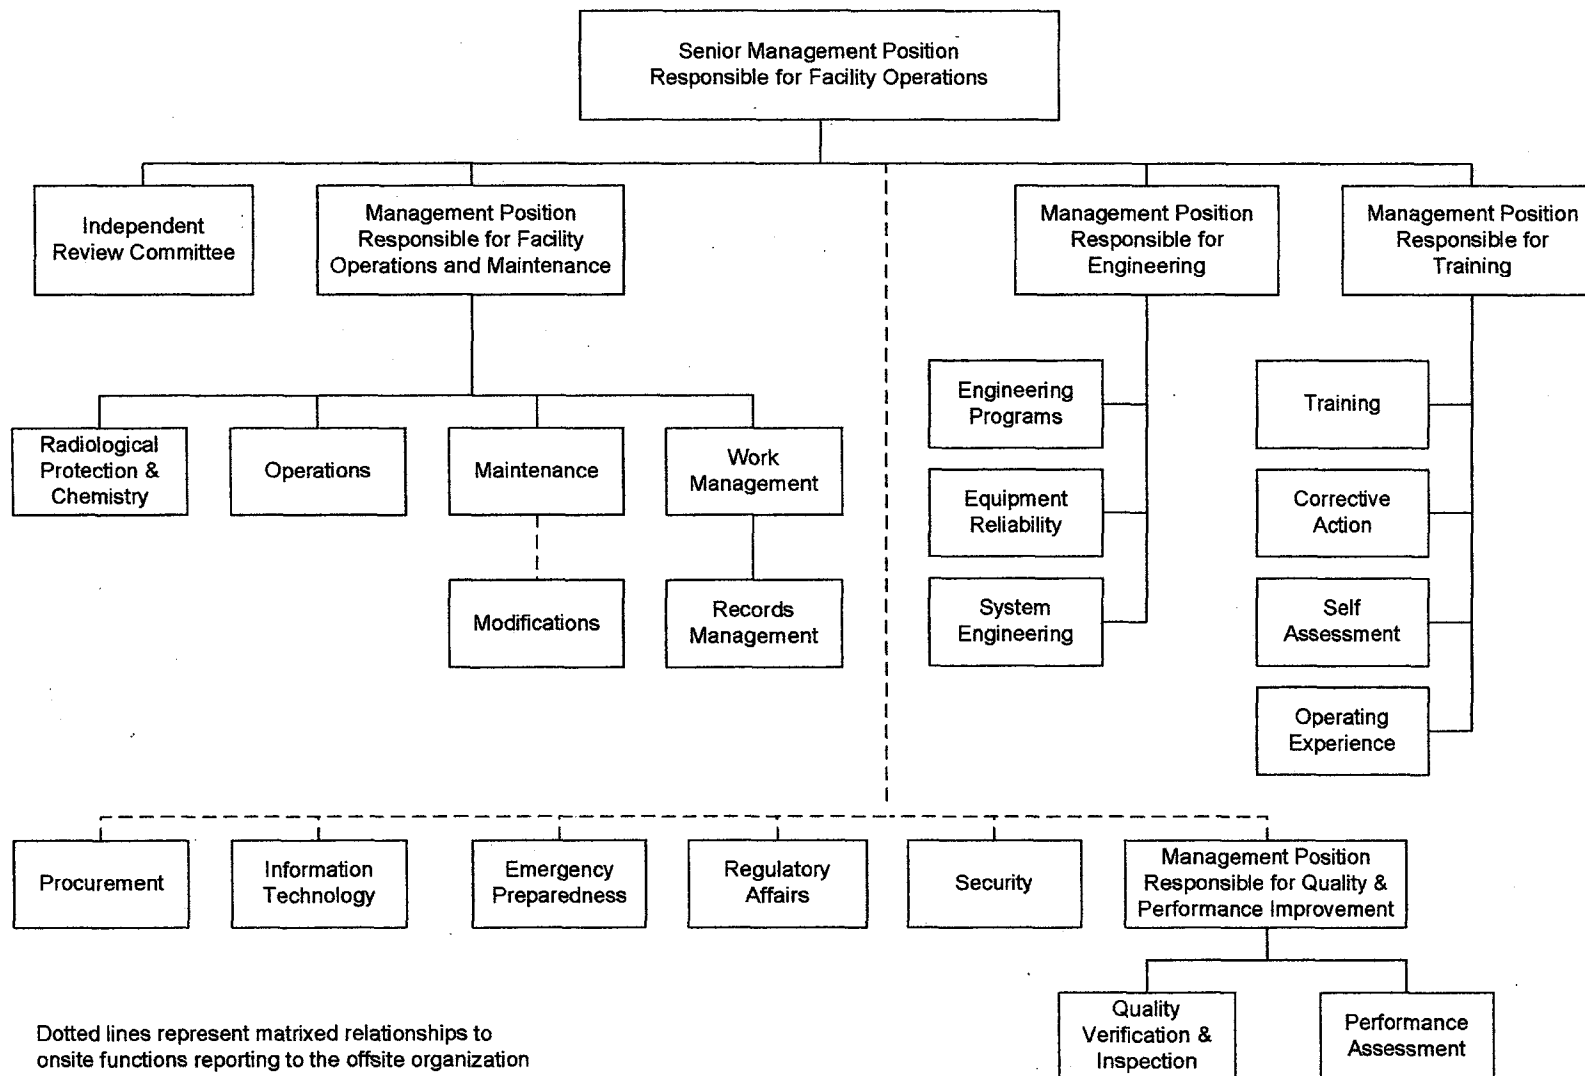 Senior Management Position
Responsible for Facility Operations
Independent
Review Committee
Management Position
Responsible for Facility
Operations and Maintenance
Management Position
Responsible for
Engineering
Management Position
Responsible for
Training
Radiological
Protection &
Chemistry
Operations
Maintenance
Work
Management
Modifications
Records
Management
Engineering
Programs
Equipment
Reliability
System
Engineering
Training
Corrective
Action
Self
Assessment
Operating
Experience
Procurement
Information
Technology
Emergency
Preparedness
Regulatory
Affairs
Security
Management Position
Responsible for Quality &
Performance Improvement
Quality
Verification &
Inspection
Performance
Assessment
Dotted lines represent matrixed relationships to
onsite functions reporting to the offsite organization